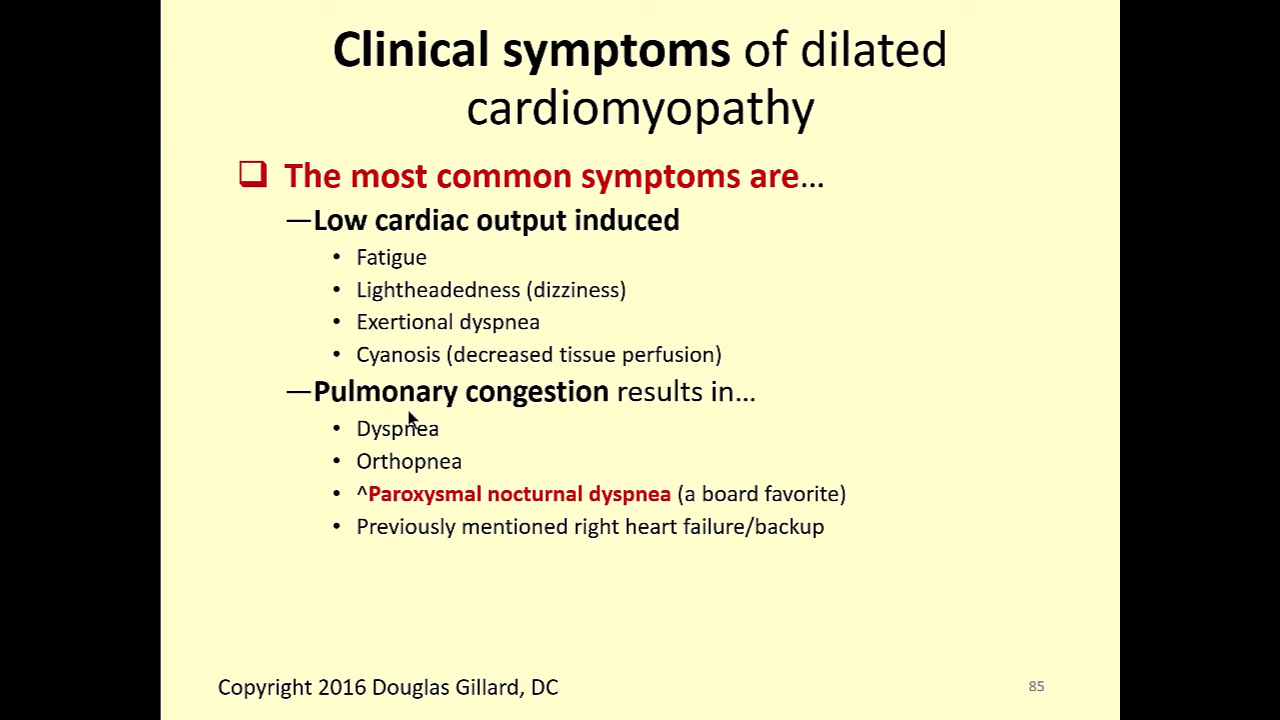 Clinical symptoms of dilated
cardiomyopathy
❑ The most common symptoms are...
—Low cardiac output induced
• Fatigue
• Lightheadedness (dizziness)
• Exertional dyspnea
• Cyanosis (decreased tissue perfusion)
—Pulmonary congestion results in...
• Dyspnea
• Orthopnea
• ^Paroxysmal nocturnal dyspnea (a board favorite)
• Previously mentioned right heart failure/backup
Copyright 2016 Douglas Gillard, DC
85